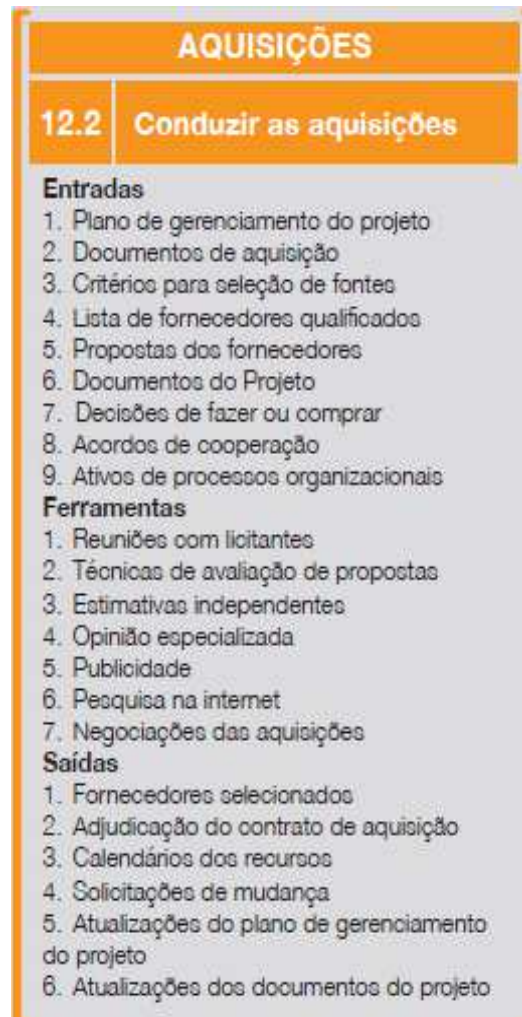 AQUISIÇÕES
12.2 Conduzir as aquisições
Entradas
1. Plano de gerenciamento do projeto
2. Documentos de aquisição
3. Critérios para seleção de fontes
4. Lista de fornecedores qualificados
5. Propostas dos fornecedores
6. Documentos do Projeto
7. Decisões de fazer ou comprar
8. Acordos de cooperação
9. Ativos de processos organizacionais
Ferramentas
1. Reuniões com licitantes
2. Técnicas de avaliação de propostas
3. Estimativas independentes
4. Opinião especializada
5. Publicidade
6. Pesquisa na internet
7. Negociações das aquisições
Saídas
1. Fornecedores selecionados
2. Adjudicação do contrato de aquisição
3. Calendários dos recursos
4. Solicitações de mudança
5. Atualizações do plano de gerenciamento
do projeto
6. Atualizações dos documentos do projeto